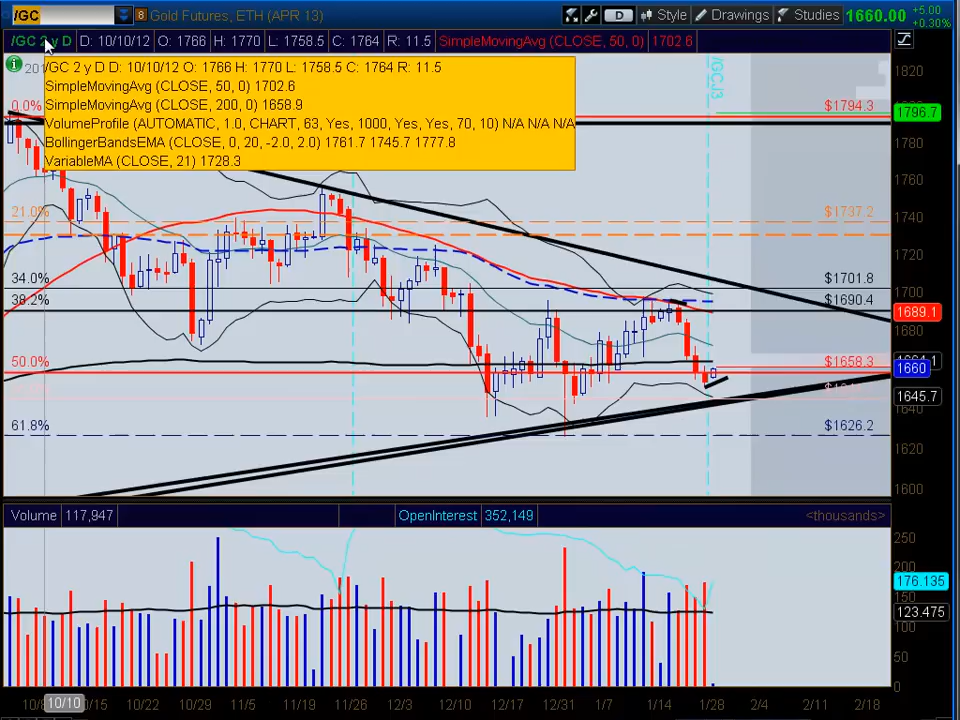 /GC 8 Gold Futures, ETH (APR 13) D Style Drawings Studies 1660.00 +5.00 +0.30%
/GC 2 y D D: 10/10/12 O: 1766 H: 1770 L: 1758.5 C: 1764 R: 11.5 SimpleMovingAvg (CLOSE, 50, 0) 1702.6
/GC 2 y D D: 10/10/12 O: 1766 H: 1770 L: 1758.5 C: 1764 R: 11.5
SimpleMovingAvg (CLOSE, 50, 0) 1702.6
SimpleMovingAvg (CLOSE, 200, 0) 1658.9
VolumeProfile (AUTOMATIC, 1.0, CHART, 63, Yes, 1000, Yes, Yes, 70, 10) N/A N/A N/A
BollingerBandsEMA (CLOSE, 0, 20, -2.0, 2.0) 1761.7 1745.7 1777.8
VariableMA (CLOSE, 21) 1728.3
/GCJ3
1820
0.0% $1794.3
1796.7
1780
1760
1740
21.0% $1737.2
1720
34.0% $1701.8
1700
38.2% $1690.4
1689.1
1680
50.0% $1658.3
1660
1645.7
1640
61.8% $1626.2
1620
1600
Volume 117,947 OpenInterest 352,149 <thousands>
250
200
176.135
123.475
100
50
0
10/10 10/15 10/22 10/29 11/5 11/19 11/26 12/3 12/10 12/17 12/31 1/7 1/14 1/28 2/4 2/11 2/18